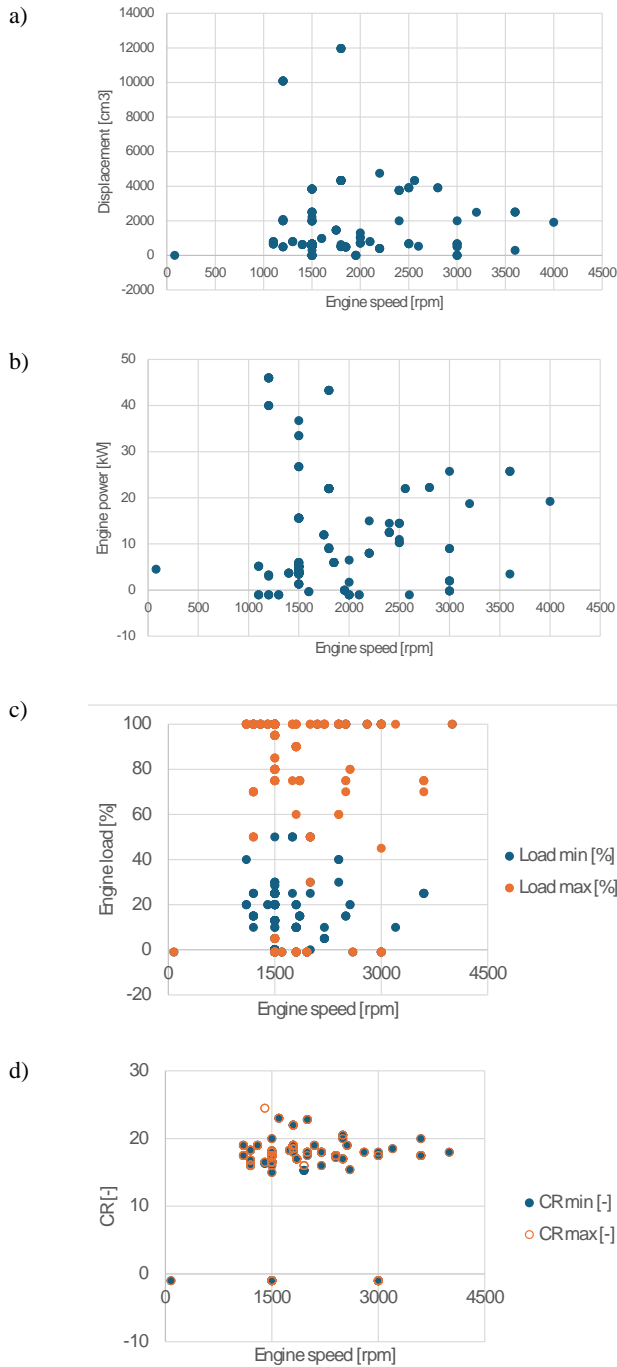 a)
14000
12000
10000
8000
6000
4000
2000
0
-2000
0 500 1000 1500 2000 2500 3000 3500 4000 4500
Displacement [cm3]
Engine speed [rpm]
b)
50
40
30
20
10
0
-10
0 500 1000 1500 2000 2500 3000 3500 4000 4500
Engine power [kW]
Engine speed [rpm]
c)
100
80
60
40
20
0
-20
0 1500 3000 4500
Engine load [%]
Engine speed [rpm]
Load min [%]
Load max [%]
d)
30
20
10
0
-10
0 1500 3000 4500
CR [-]
Engine speed [rpm]
CR min [-]
CR max [-]